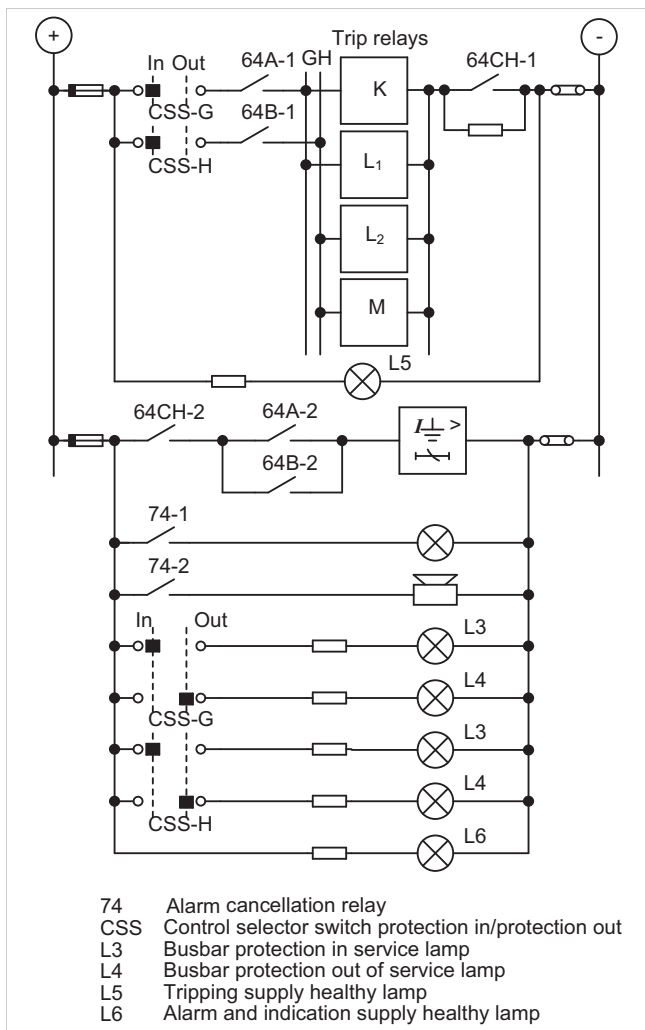 +
-
Trip relays
In Out
64A-1
GH
64CH-1
K
CSS-G
64B-1
CSS-H
L₁
L₂
M
L5
64CH-2
64A-2
I >
64B-2
74-1
74-2
In
Out
L3
L4
CSS-G
L3
L4
CSS-H
L6
74 Alarm cancellation relay
CSS Control selector switch protection in/protection out
L3 Busbar protection in service lamp
L4 Busbar protection out of service lamp
L5 Tripping supply healthy lamp
L6 Alarm and indication supply healthy lamp